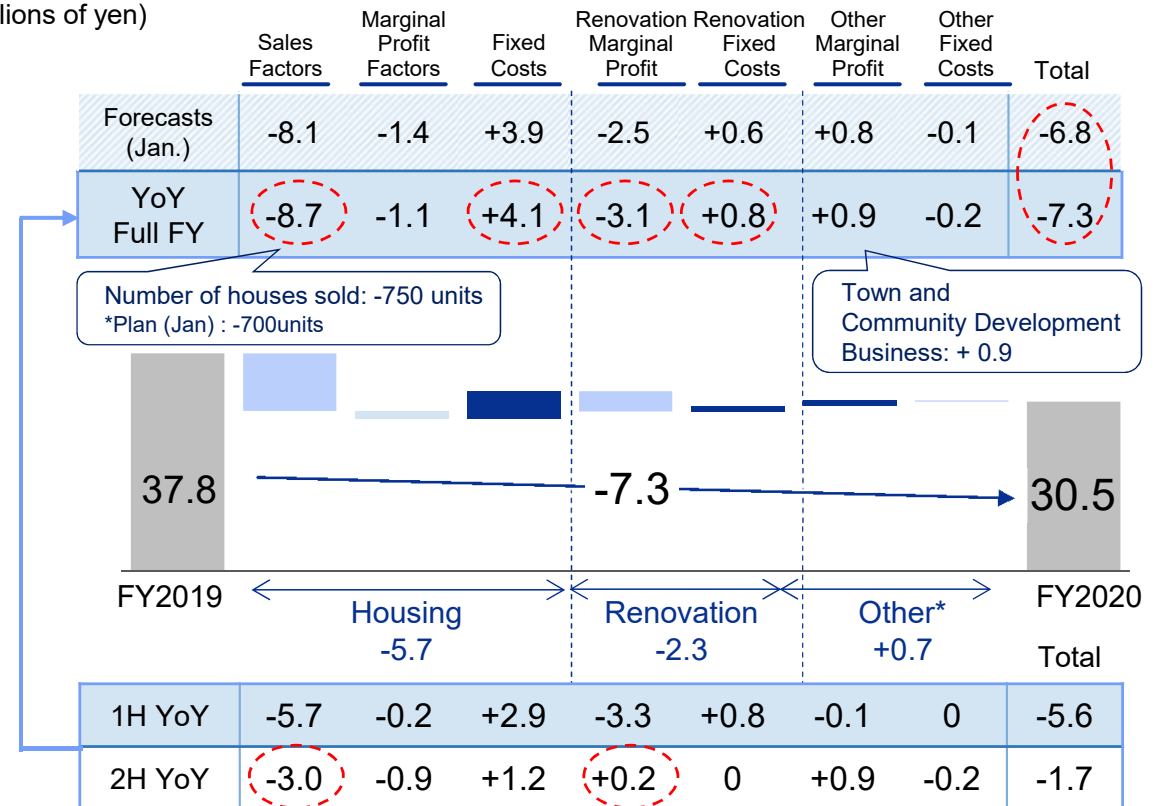 lions of yen)
Sales Factors
Marginal Profit Factors
Fixed Costs
Renovation Marginal Profit
Renovation Fixed Costs
Other Marginal Profit
Other Fixed Costs
Total
Forecasts (Jan.) -8.1 -1.4 +3.9 -2.5 +0.6 +0.8 -0.1 -6.8
YoY Full FY -8.7 -1.1 +4.1 -3.1 +0.8 +0.9 -0.2 -7.3
Number of houses sold: -750 units
*Plan (Jan) : -700units
Town and
Community Development
Business: + 0.9
37.8
-7.3
30.5
FY2019
FY2020
Housing
-5.7
Renovation
-2.3
Other*
+0.7
Total
1H YoY -5.7 -0.2 +2.9 -3.3 +0.8 -0.1 0 -5.6
2H YoY -3.0 -0.9 +1.2 +0.2 0 +0.9 -0.2 -1.7